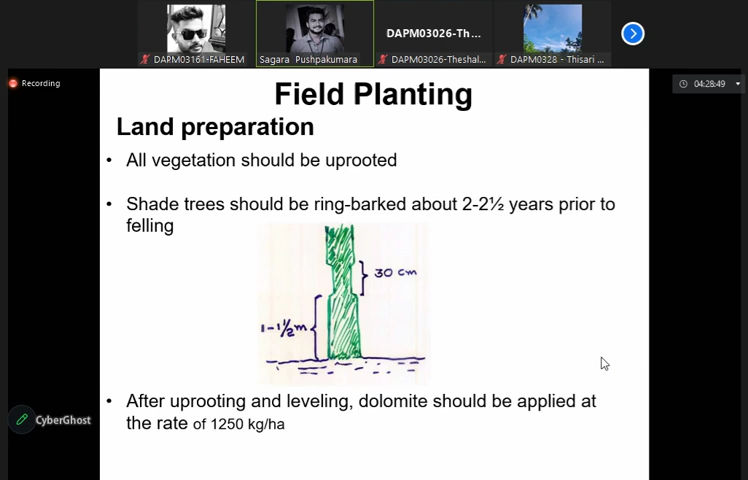 DAPM03161-FAHEEM
Sagara Pushpakumara
DAPM03026-Th...
DAPM03026-Theshal...
DAPM0328 - Thisari ...
Recording
04:28:49
Field Planting
Land preparation
• All vegetation should be uprooted
• Shade trees should be ring-barked about 2-2½ years prior to
felling
30 cm
1-1½m
• After uprooting and leveling, dolomite should be applied at
the rate of 1250 kg/ha
CyberGhost